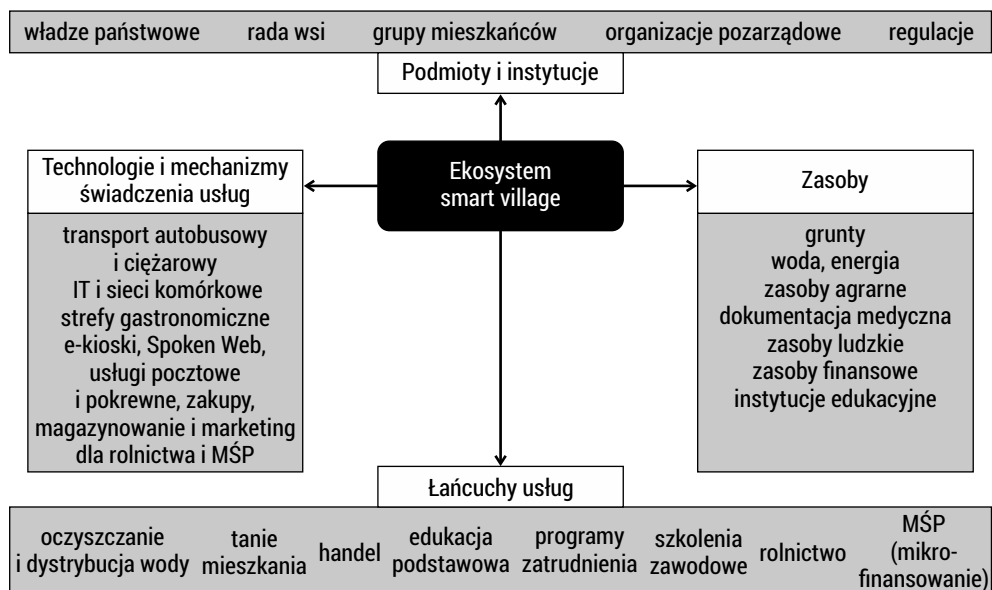 władze państwowe rada wsi grupy mieszkańców organizacje pozarządowe regulacje
Podmioty i instytucje
Technologie i mechanizmy
świadczenia usług
transport autobusowy
i ciężarowy
IT i sieci komórkowe
strefy gastronomiczne
e-kioski, Spoken Web,
usługi pocztowe
i pokrewne, zakupy,
magazynowanie i marketing
dla rolnictwa i MŚP
Ekosystem
smart village
Zasoby
grunty
woda, energia
zasoby agrarne
dokumentacja medyczna
zasoby ludzkie
zasoby finansowe
instytucje edukacyjne
Łańcuchy usług
oczyszczanie
i dystrybucja wody
tanie
mieszkania
handel
edukacja
podstawowa
programy
zatrudnienia
szkolenia
zawodowe
rolnictwo
MŚP
(mikro-
finansowanie)